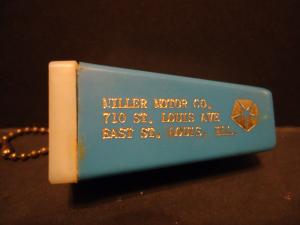 MILLER MOTOR CO.
710 ST. LOUIS AVE
EAST ST. LOUIS, ILL.